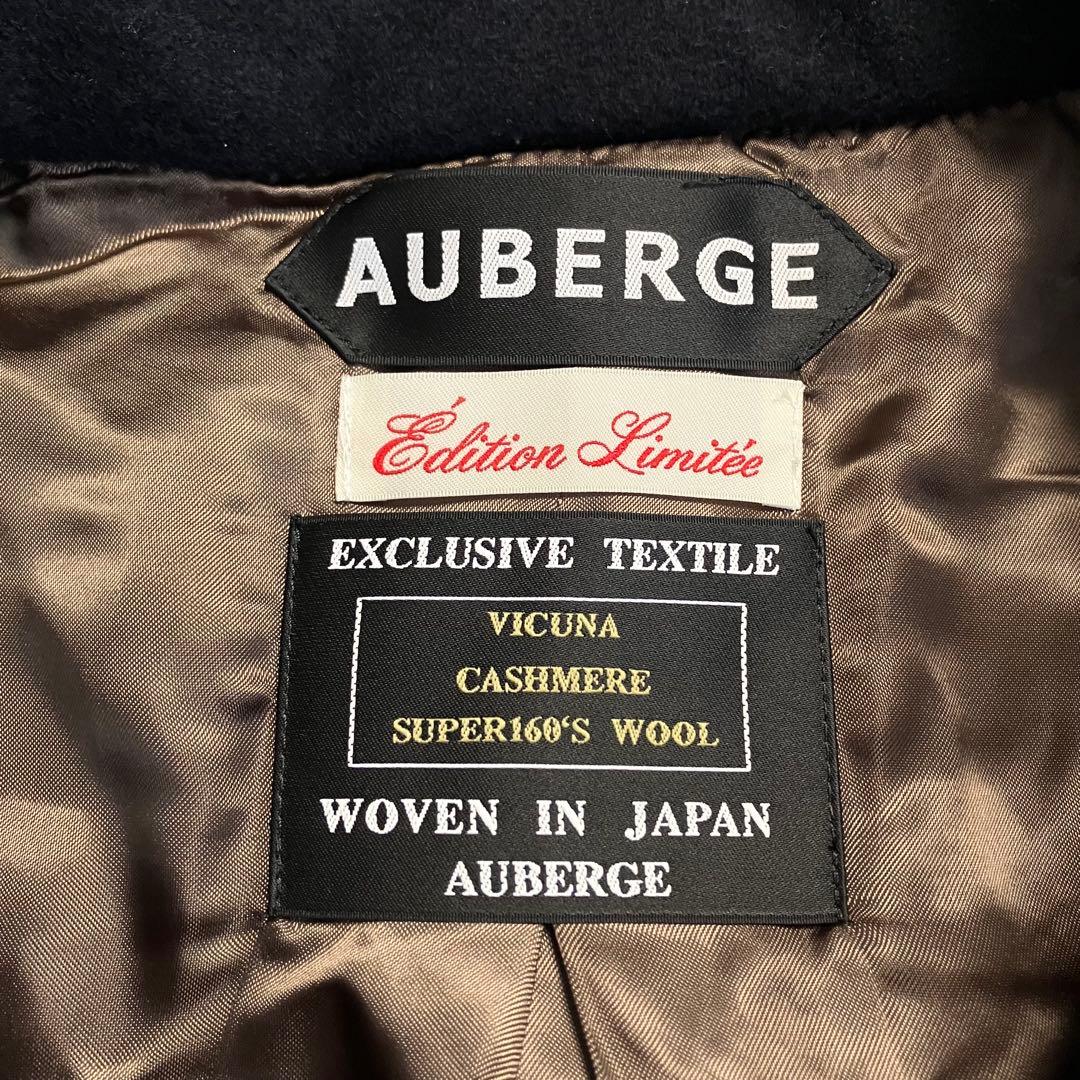 AUBERGE
Édition Limitée
EXCLUSIVE TEXTILE
VICUNA
CASHMERE
SUPER160‘S WOOL
WOVEN IN JAPAN
AUBERGE